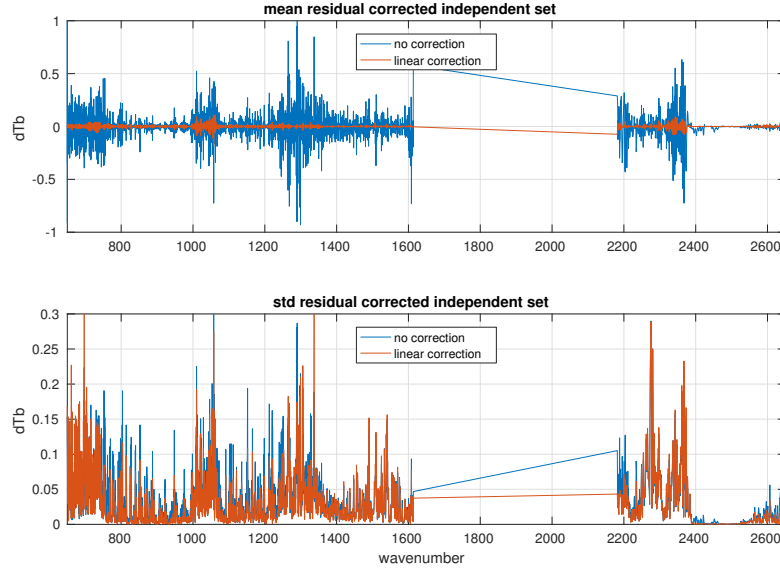 mean residual corrected independent set
1
0.5
0
-0.5
-1
dTb
no correction
linear correction
800 1000 1200 1400 1600 1800 2000 2200 2400 2600
std residual corrected independent set
0.3
0.25
0.2
0.15
0.1
0.05
0
dTb
no correction
linear correction
800 1000 1200 1400 1600 1800 2000 2200 2400 2600
wavenumber